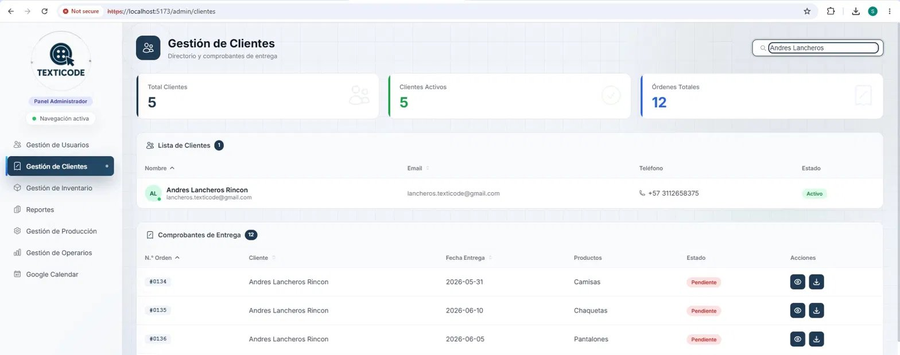 Not secure https://localhost:5173/admin/clientes
S
TEXTICODE
Panel Administrador
Navegación activa
Gestión de Usuarios
Gestión de Clientes
Gestión de Inventario
Reportes
Gestión de Producción
Gestión de Operarios
Google Calendar
Gestión de Clientes
Directorio y comprobantes de entrega
Andres Lancheros
Total Clientes
5
Clientes Activos
5
Órdenes Totales
12
Lista de Clientes 1
Nombre Email Teléfono Estado
AL Andres Lancheros Rincon lancheros.texticode@gmail.com +57 3112658375 Activo
lancheros.texticode@gmail.com
Comprobantes de Entrega 12
N.° Orden Cliente Fecha Entrega Productos Estado Acciones
#0134 Andres Lancheros Rincon 2026-05-31 Camisas Pendiente
#0135 Andres Lancheros Rincon 2026-06-10 Chaquetas Pendiente
#0136 Andres Lancheros Rincon 2026-06-05 Pantalones Pendiente